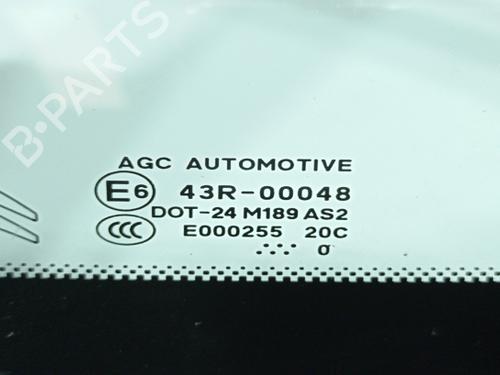 B-PARTS
AGC AUTOMOTIVE
E6 43R-00048
DOT-24 M189 AS2
CCC E000255 20C
σ